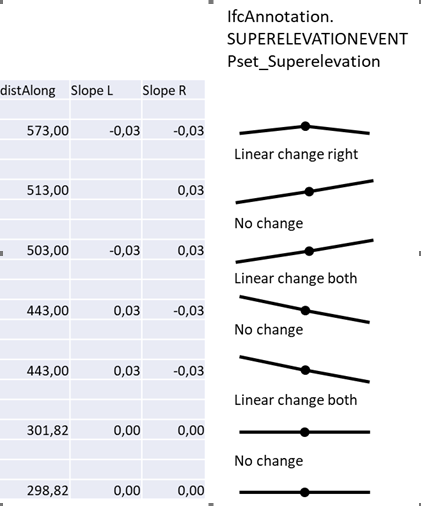 IfcAnnotation.
SUPERELEVATIONEVENT
Pset_Superelevation
distAlong Slope L Slope R
573,00 -0,03 -0,03
Linear change right
513,00 0,03
No change
503,00 -0,03 0,03
Linear change both
443,00 0,03 -0,03
No change
443,00 0,03 -0,03
Linear change both
301,82 0,00 0,00
No change
298,82 0,00 0,00